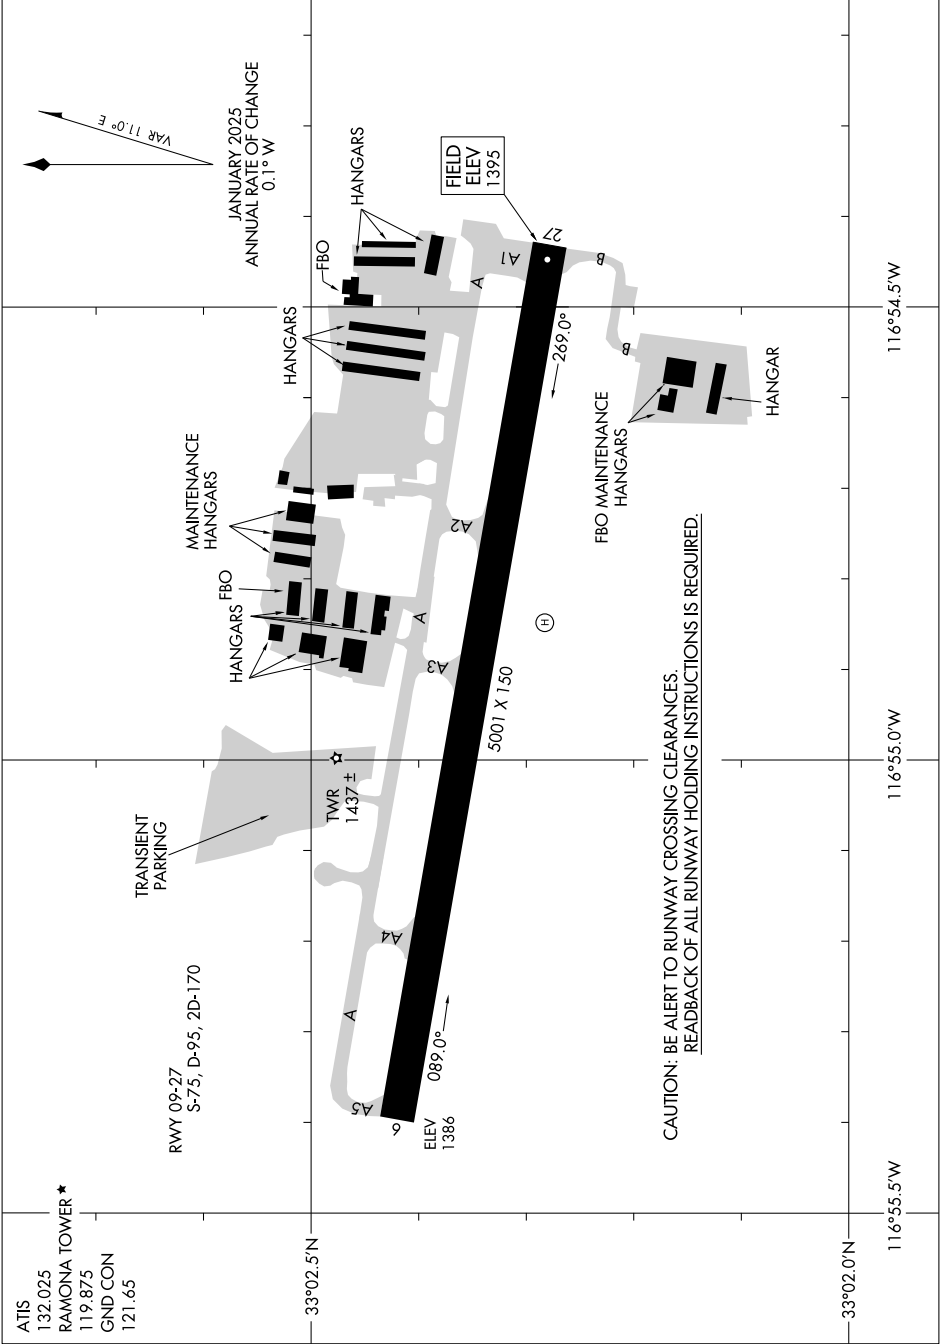 ATIS
132.025
RAMONA TOWER ★
119.875
GND CON
121.65
RWY 09-27
S-75, D-95, 2D-170
TRANSIENT
PARKING
MAINTENANCE
HANGARS
HANGARS
FBO
HANGARS
FBO
HANGARS
JANUARY 2025
ANNUAL RATE OF CHANGE
0.1° W
VAR 11.0° E
TWR
1437 ±
FIELD
ELEV
1395
A5
A
A4
A3
A
A2
A
A1
9
27
ELEV
1386
089.0°
5001 X 150
269.0°
H
B
B
FBO MAINTENANCE
HANGARS
HANGAR
CAUTION: BE ALERT TO RUNWAY CROSSING CLEARANCES.
READBACK OF ALL RUNWAY HOLDING INSTRUCTIONS IS REQUIRED.
33°02.5'N
33°02.0'N
116°55.5'W
116°55.0'W
116°54.5'W